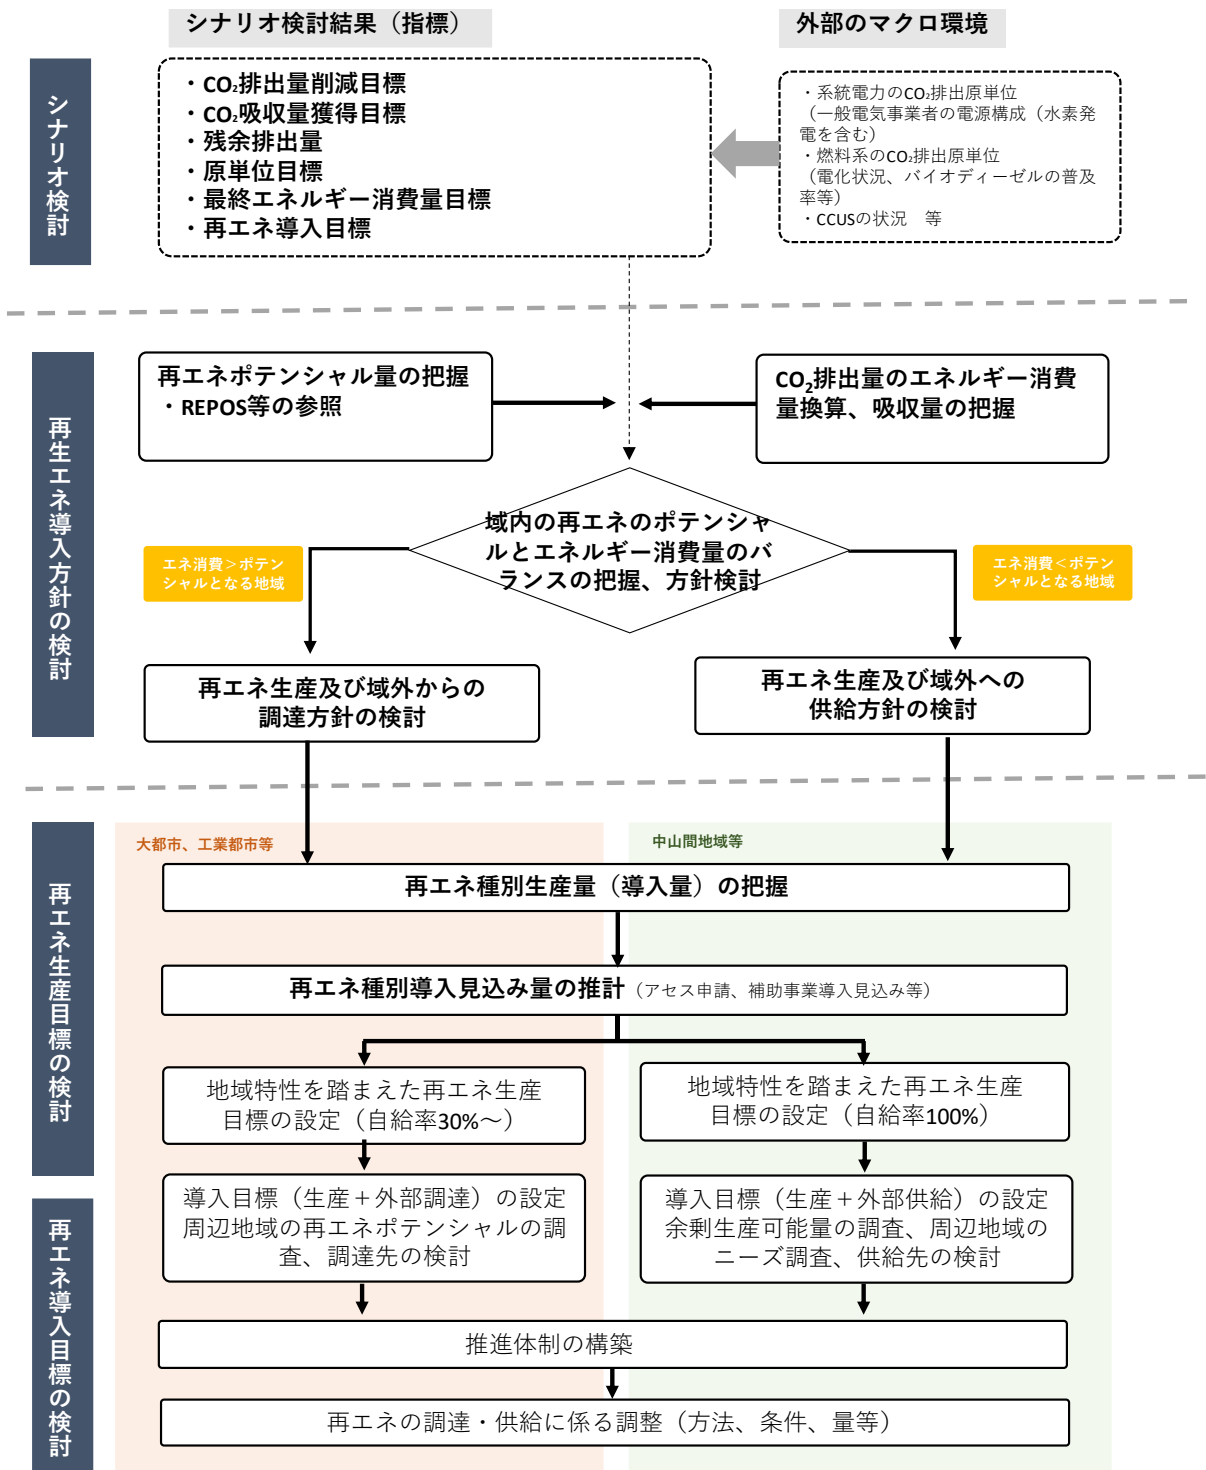 シナリオ検討結果（指標）
外部のマクロ環境
シナリオ検討
・CO₂排出量削減目標
・CO₂吸収量獲得目標
・残余排出量
・原単位目標
・最終エネルギー消費量目標
・再エネ導入目標
・系統電力のCO₂排出原単位
（一般電気事業者の電源構成（水素発
電を含む）
・燃料系のCO₂排出原単位
（電化状況、バイオディーゼルの普及
率等）
・CCUSの状況　等
再生エネ導入方針の検討
再エネポテンシャル量の把握
・REPOS等の参照
CO₂排出量のエネルギー消費
量換算、吸収量の把握
域内の再エネのポテンシャ
ルとエネルギー消費量のバ
ランスの把握、方針検討
エネ消費＞ポテン
シャルとなる地域
エネ消費＜ポテン
シャルとなる地域
再エネ生産及び域外からの
調達方針の検討
再エネ生産及び域外への
供給方針の検討
再エネ生産目標の検討
大都市、工業都市等
中山間地域等
再エネ種別生産量（導入量）の把握
再エネ種別導入見込み量の推計（アセス申請、補助事業導入見込み等）
地域特性を踏まえた再エネ生産
目標の設定（自給率30%～）
地域特性を踏まえた再エネ生産
目標の設定（自給率100%）
再エネ導入目標の検討
導入目標（生産＋外部調達）の設定
周辺地域の再エネポテンシャルの調
査、調達先の検討
導入目標（生産＋外部供給）の設定
余剰生産可能量の調査、周辺地域の
ニーズ調査、供給先の検討
推進体制の構築
再エネの調達・供給に係る調整（方法、条件、量等）